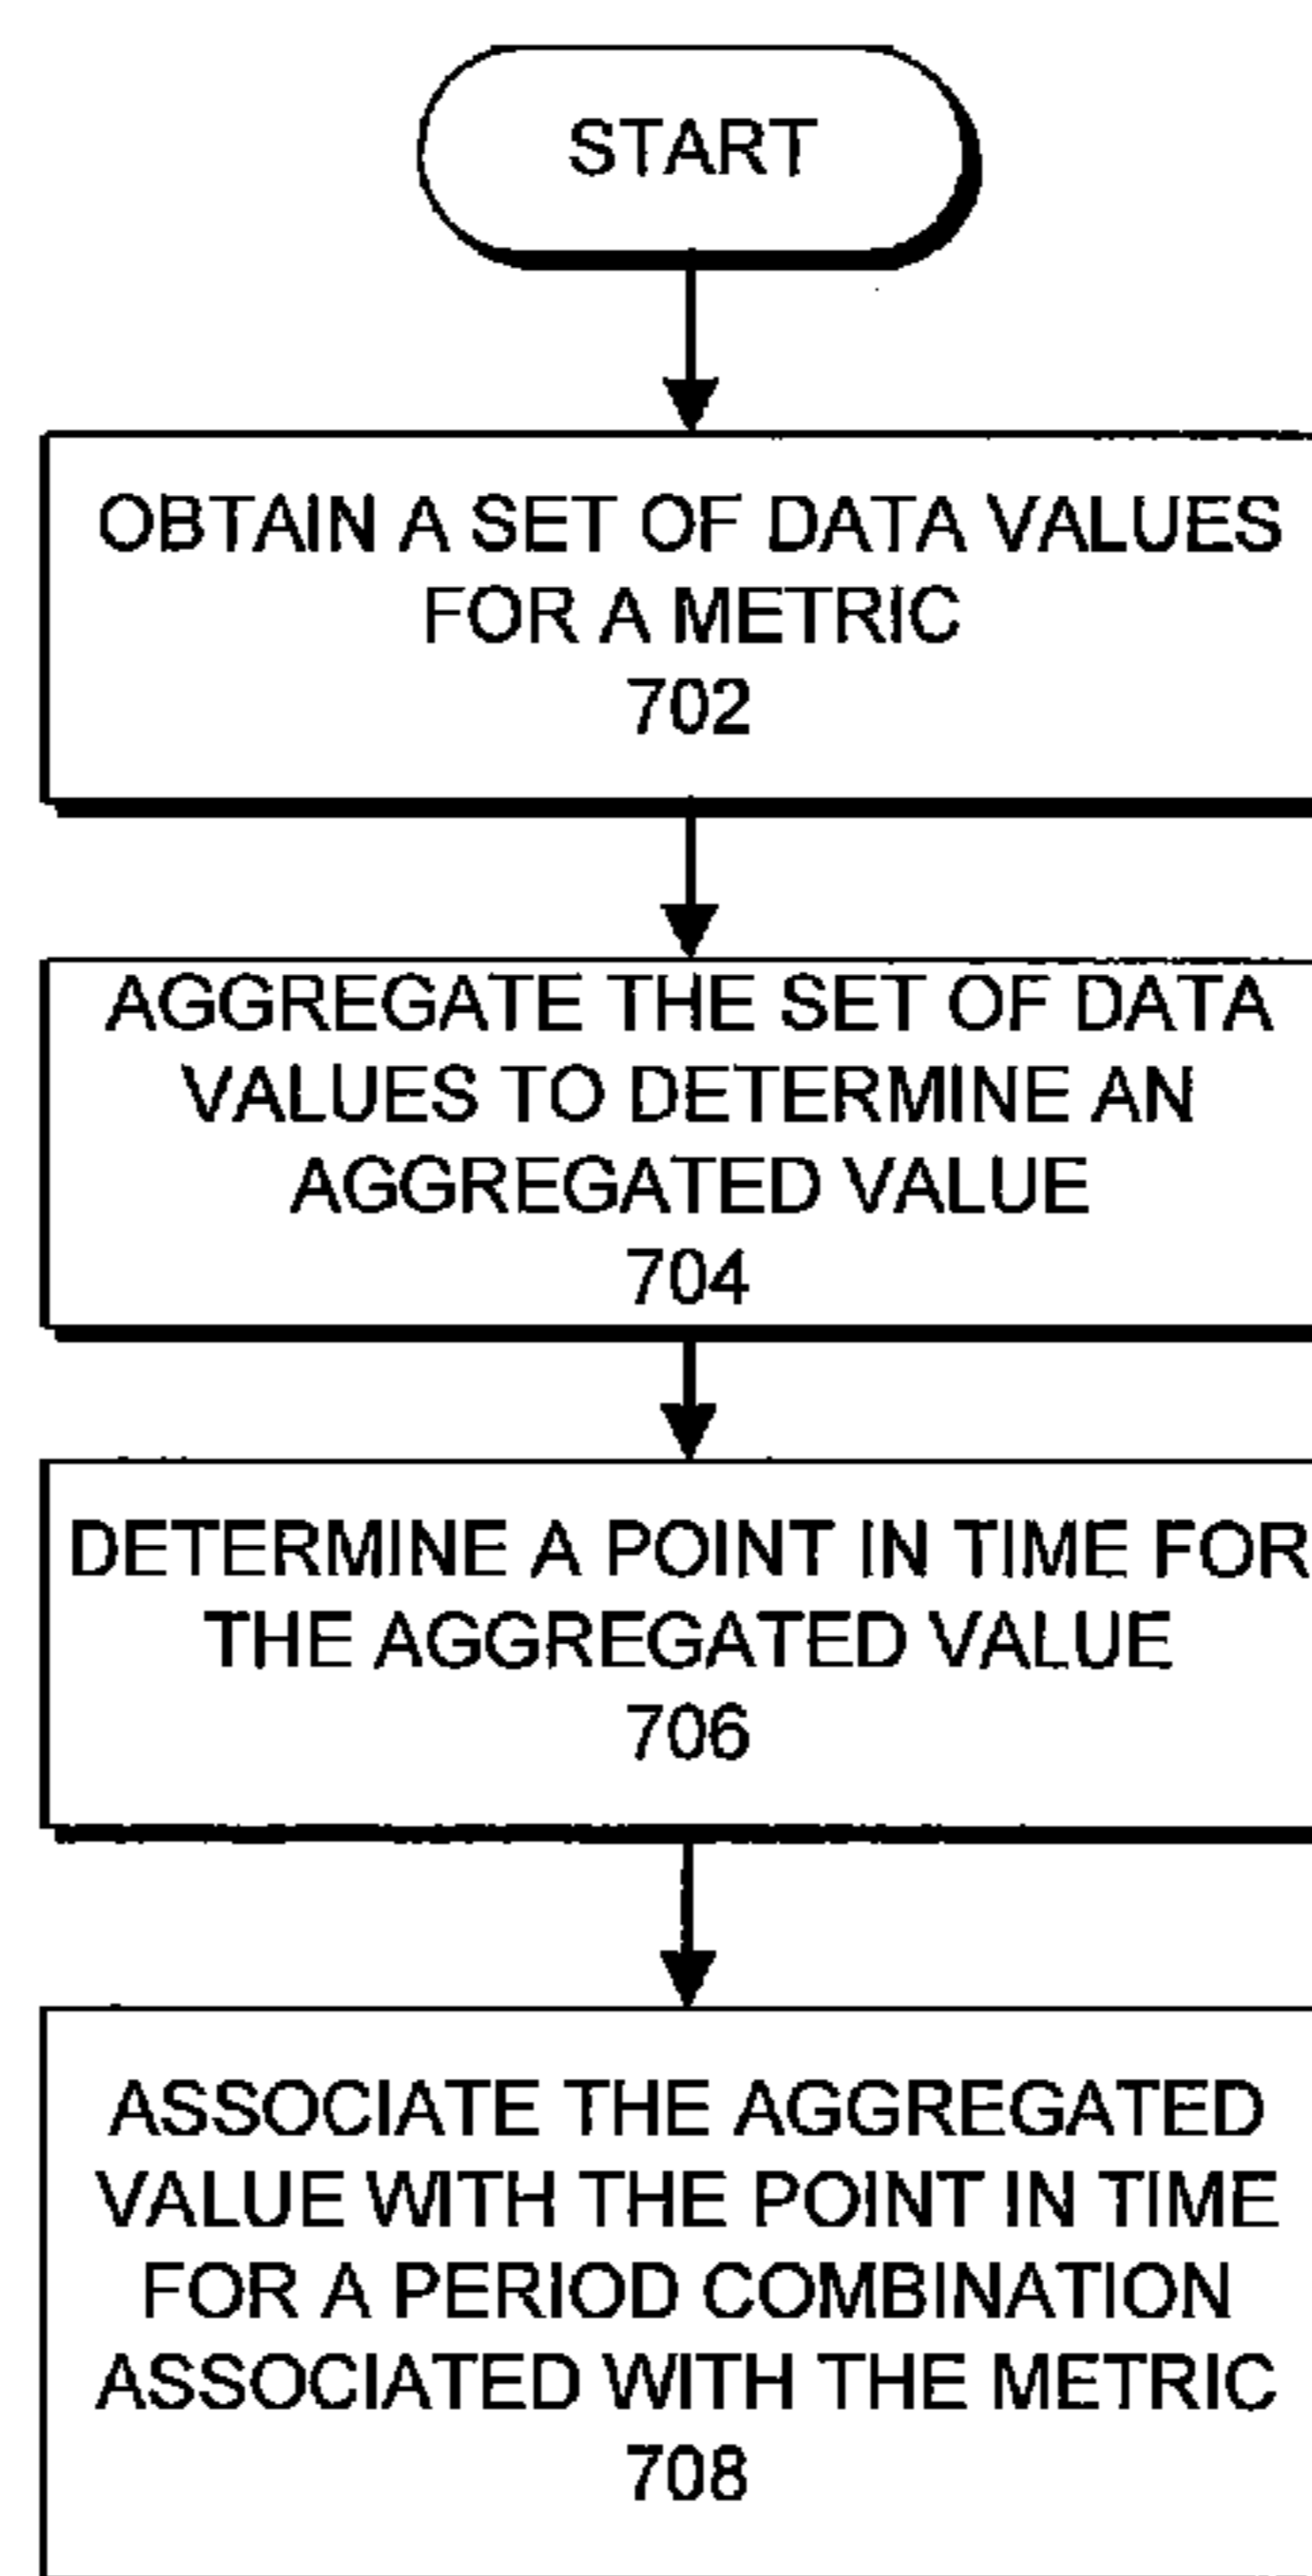 START
OBTAIN A SET OF DATA VALUES
FOR A METRIC
702
AGGREGATE THE SET OF DATA
VALUES TO DETERMINE AN
AGGREGATED VALUE
704
DETERMINE A POINT IN TIME FOR
THE AGGREGATED VALUE
706
ASSOCIATE THE AGGREGATED
VALUE WITH THE POINT IN TIME
FOR A PERIOD COMBINATION
ASSOCIATED WITH THE METRIC
708